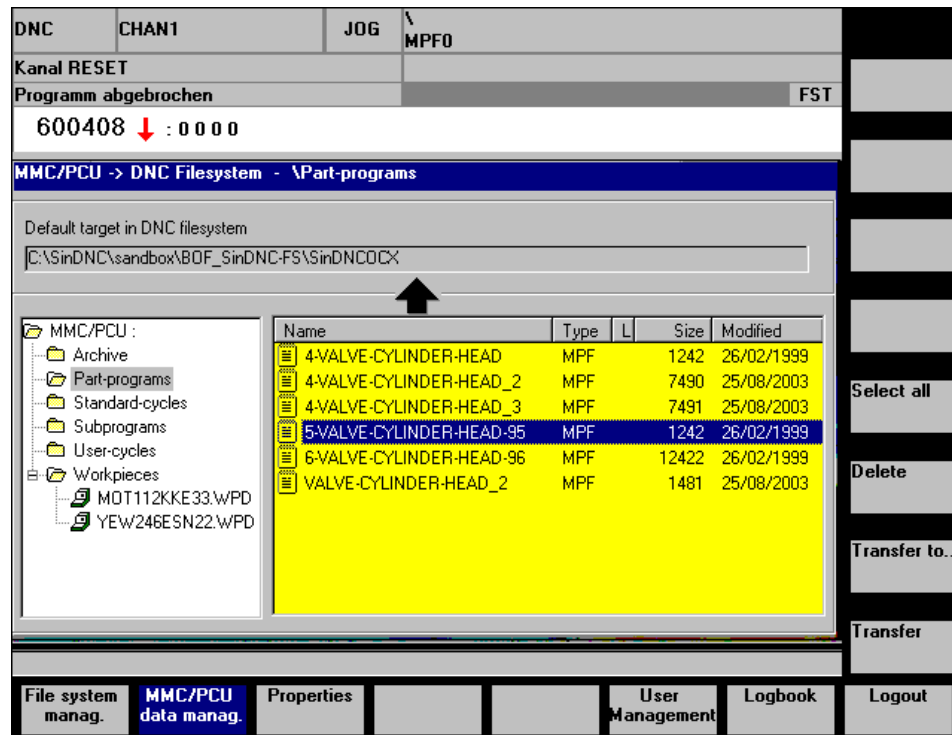 DNC CHAN1 JOG \
MPF0
Kanal RESET
Programm abgebrochen FST
600408 ↓ : 0 0 0 0
MMC/PCU -> DNC Filesystem - \Part-programs
Default target in DNC filesystem
C:\SinDNC\sandbox\BOF_SinDNC-FS\SinDNCOCX
MMC/PCU :
Archive
Part-programs
Standard-cycles
Subprograms
User-cycles
Workpieces
MOT112KKE33.WPD
YEW246ESN22.WPD
Name Type L Size Modified
4-VALVE-CYLINDER-HEAD MPF 1242 26/02/1999
4-VALVE-CYLINDER-HEAD_2 MPF 7490 25/08/2003
4-VALVE-CYLINDER-HEAD_3 MPF 7491 25/08/2003
5-VALVE-CYLINDER-HEAD-95 MPF 1242 26/02/1999
6-VALVE-CYLINDER-HEAD-96 MPF 12422 26/02/1999
VALVE-CYLINDER-HEAD_2 MPF 1481 25/08/2003
Select all
Delete
Transfer to..
Transfer
File system
manag.
MMC/PCU
data manag.
Properties
User
Management
Logbook
Logout